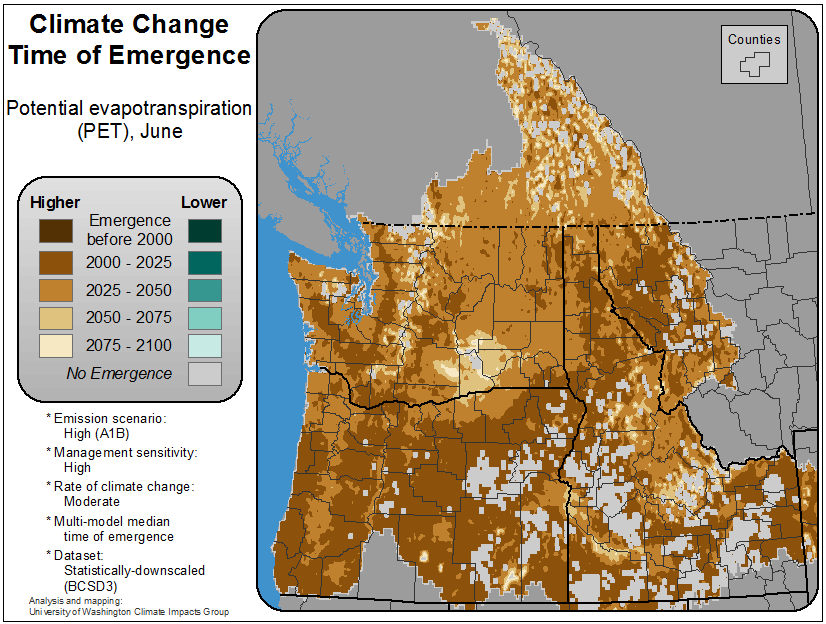 Climate Change
Time of Emergence
Potential evapotranspiration
(PET), June
Higher
Lower
Emergence
before 2000
2000 - 2025
2025 - 2050
2050 - 2075
2075 - 2100
No Emergence
* Emission scenario:
High (A1B)
* Management sensitivity:
High
* Rate of climate change:
Moderate
* Multi-model median
time of emergence
* Dataset:
Statistically-downscaled
(BCSD3)
Analysis and mapping:
University of Washington Climate Impacts Group
Counties